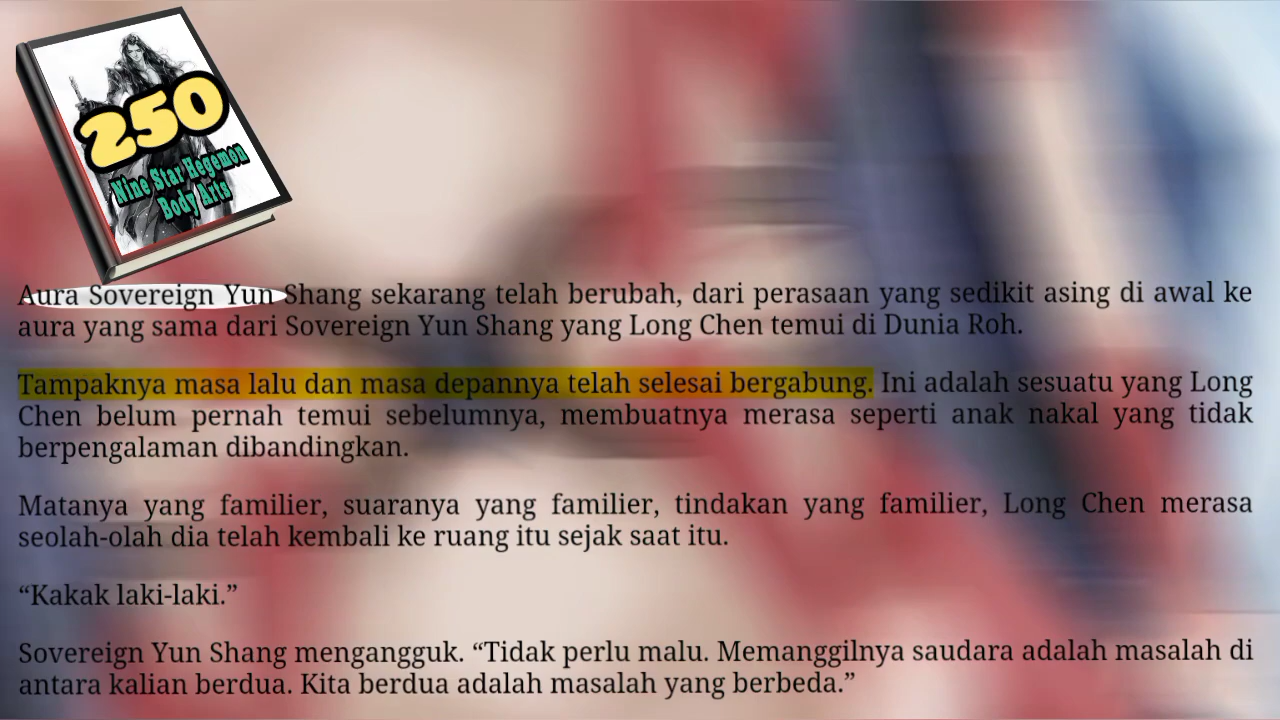 250
Nine Star Hegemon
Body Arts
Aura Sovereign Yun Shang sekarang telah berubah, dari perasaan yang sedikit asing di awal ke
aura yang sama dari Sovereign Yun Shang yang Long Chen temui di Dunia Roh.
Tampaknya masa lalu dan masa depannya telah selesai bergabung. Ini adalah sesuatu yang Long
Chen belum pernah temui sebelumnya, membuatnya merasa seperti anak nakal yang tidak
berpengalaman dibandingkan.
Matanya yang familier, suaranya yang familier, tindakan yang familier, Long Chen merasa
seolah-olah dia telah kembali ke ruang itu sejak saat itu.
“Kakak laki-laki.”
Sovereign Yun Shang mengangguk. “Tidak perlu malu. Memanggilnya saudara adalah masalah di
antara kalian berdua. Kita berdua adalah masalah yang berbeda.”